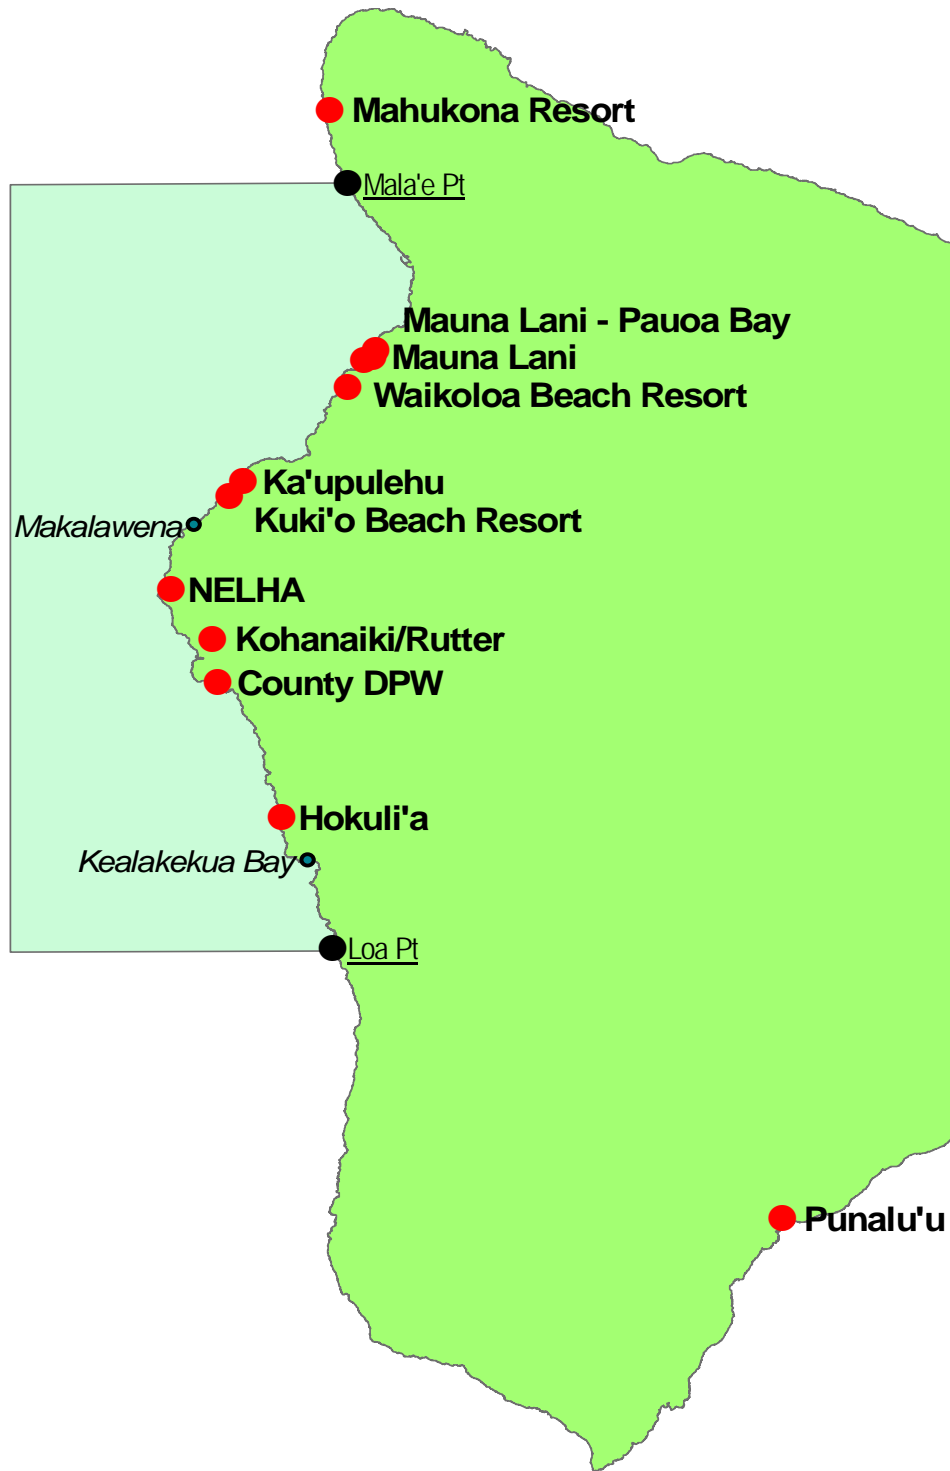 Mahukona Resort
Mala'e Pt
Mauna Lani - Pauoa Bay
Mauna Lani
Waikoloa Beach Resort
Ka'upulehu
Kuki'o Beach Resort
Makalawena
NELHA
Kohanaiki/Rutter
County DPW
Hokuli'a
Kealakekua Bay
Loa Pt
Punalu'u